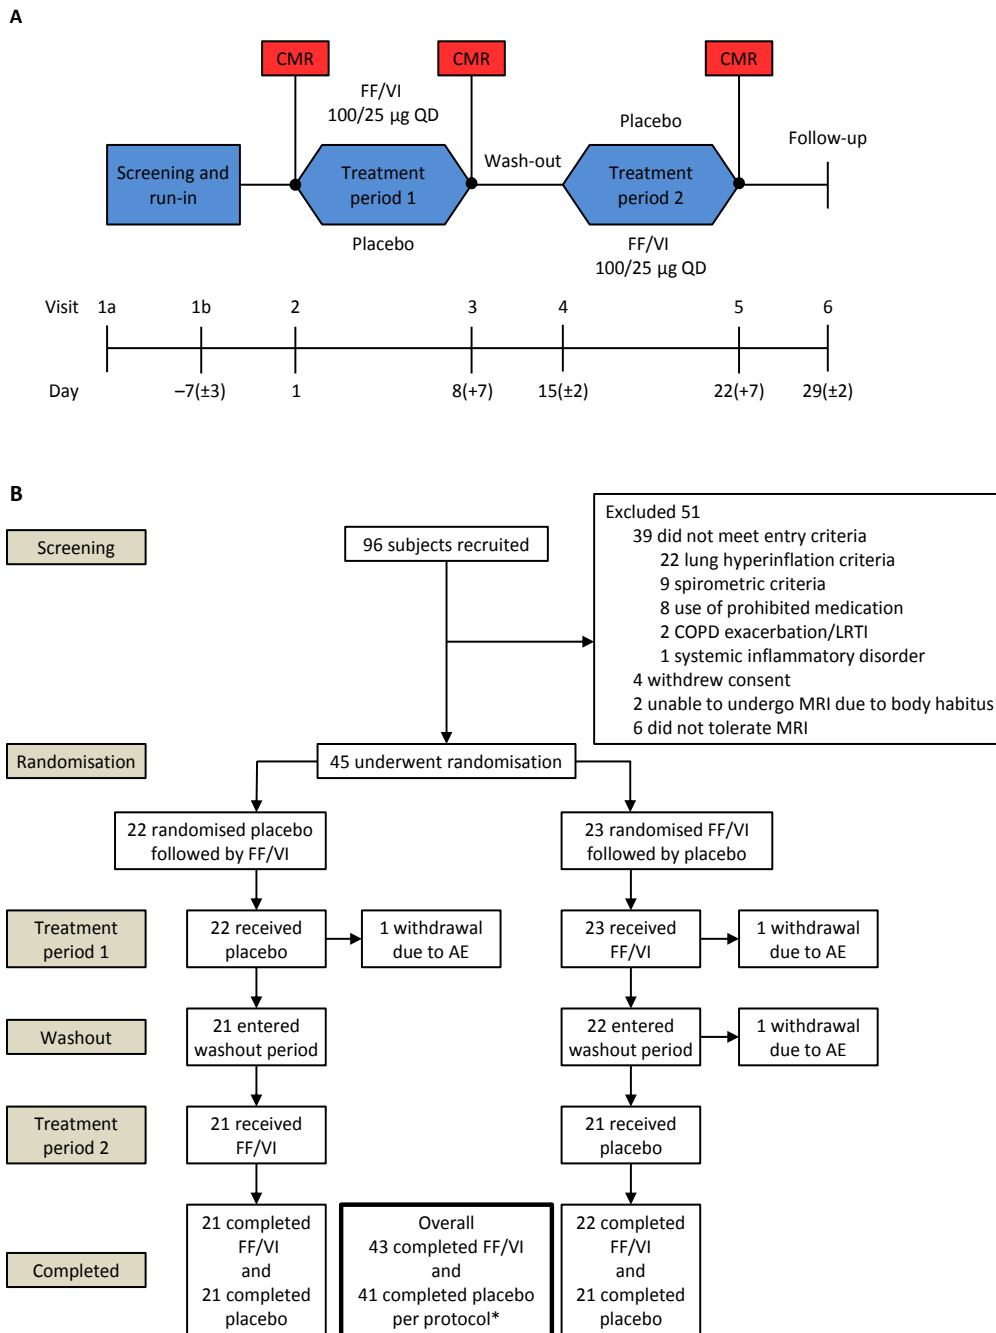 A
CMR
CMR
CMR
FF/VI
100/25 µg QD
Placebo
Follow-up
Wash-out
Screening and
run-in
Treatment
period 1
Treatment
period 2
Placebo
FF/VI
100/25 µg QD
Visit 1a 1b 2 3 4 5 6
Day –7(±3) 1 8(+7) 15(±2) 22(+7) 29(±2)
B
Screening
96 subjects recruited
Excluded 51
39 did not meet entry criteria
22 lung hyperinflation criteria
9 spirometric criteria
8 use of prohibited medication
2 COPD exacerbation/LRTI
1 systemic inflammatory disorder
4 withdrew consent
2 unable to undergo MRI due to body habitus
6 did not tolerate MRI
Randomisation
45 underwent randomisation
22 randomised placebo
followed by FF/VI
23 randomised FF/VI
followed by placebo
Treatment
period 1
22 received
placebo
1 withdrawal
due to AE
23 received
FF/VI
1 withdrawal
due to AE
Washout
21 entered
washout period
22 entered
washout period
1 withdrawal
due to AE
Treatment
period 2
21 received
FF/VI
21 received
placebo
Completed
21 completed
FF/VI
and
21 completed
placebo
Overall
43 completed FF/VI
and
41 completed placebo
per protocol*
22 completed
FF/VI
and
21 completed
placebo